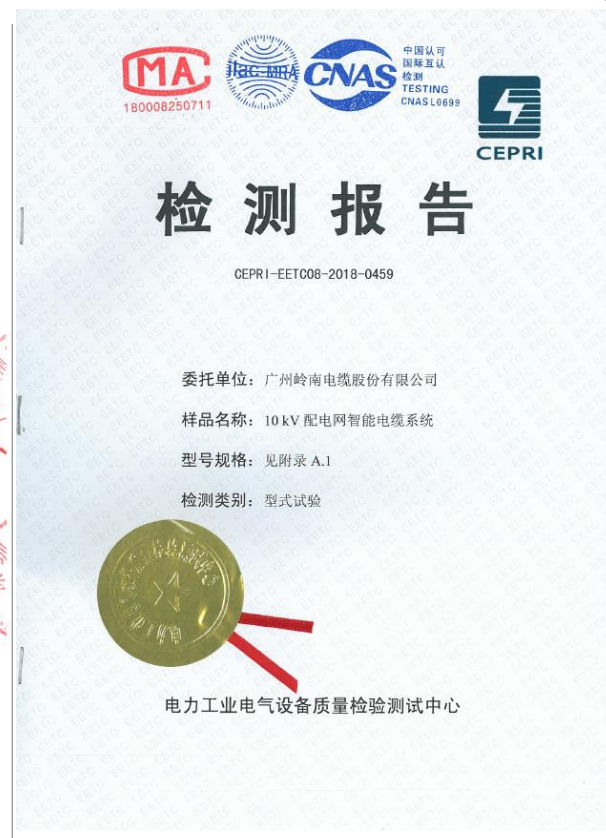 MA
180008250711
ilac-MRA
CNAS
中国认可
国际互认
检测
TESTING
CNAS L0699
CEPRI
检测报告
CEPRI-EETC08-2018-0459
委托单位：广州岭南电缆股份有限公司
样品名称：10 kV 配电网智能电缆系统
型号规格：见附录 A.1
检测类别：型式试验
电力工业电气设备质量检验测试中心